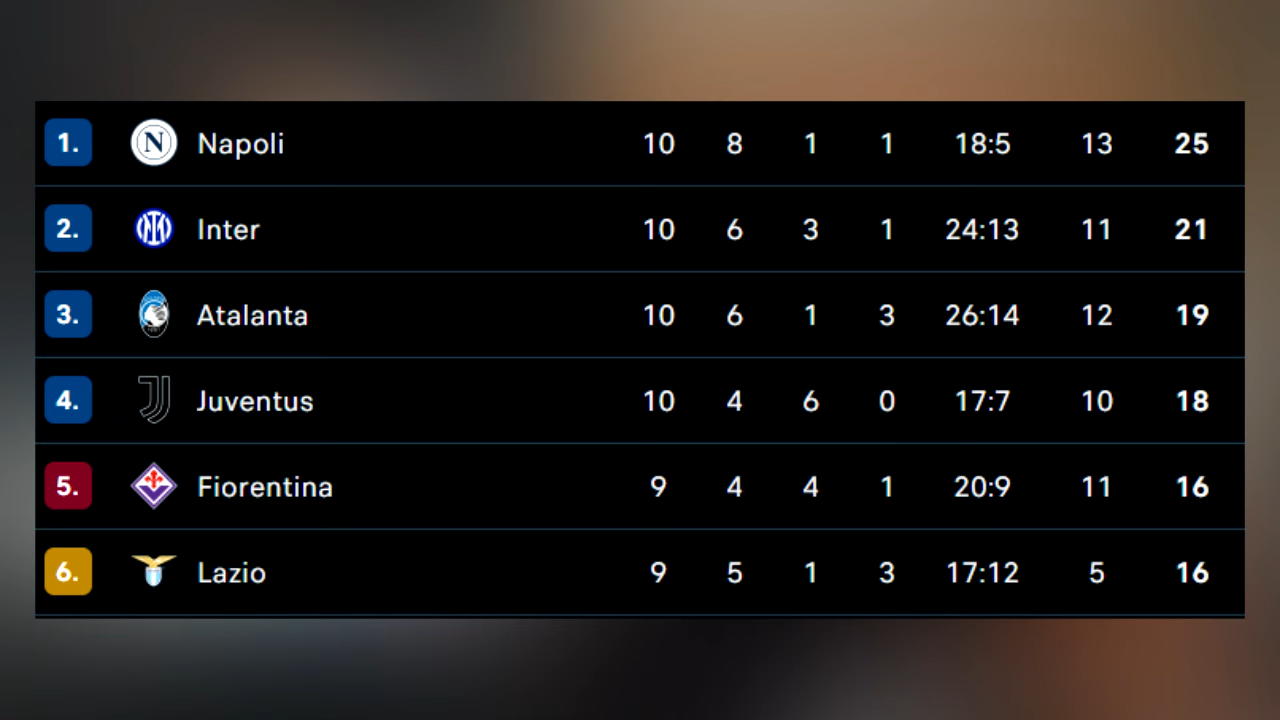 1. N Napoli 10 8 1 1 18:5 13 25
2. Inter 10 6 3 1 24:13 11 21
3. Atalanta 10 6 1 3 26:14 12 19
4. Juventus 10 4 6 0 17:7 10 18
5. Fiorentina 9 4 4 1 20:9 11 16
6. Lazio 9 5 1 3 17:12 5 16